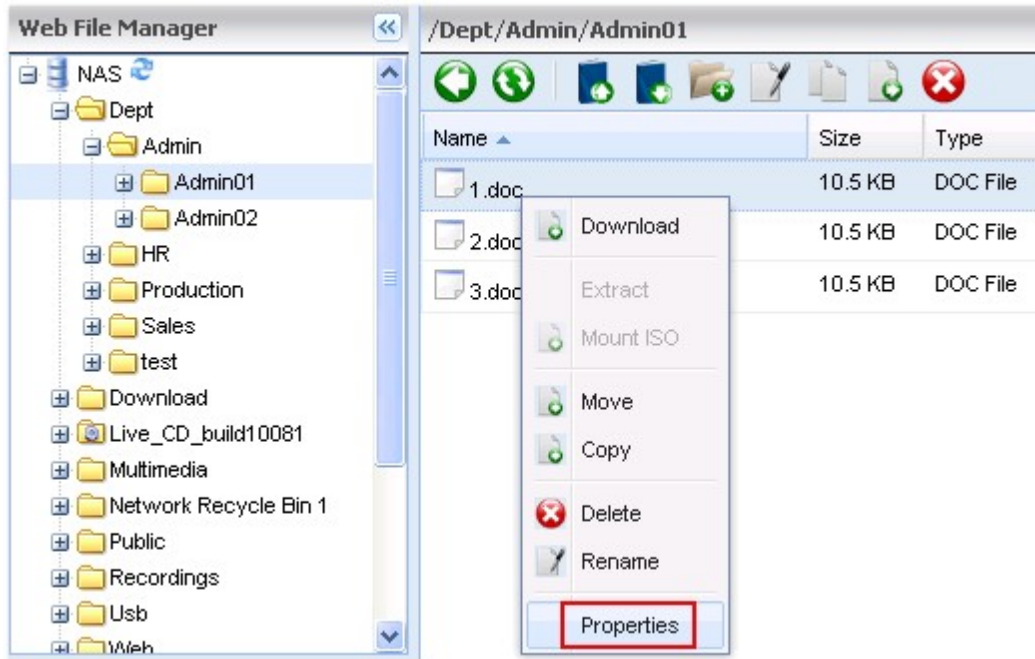 Web File Manager
NAS
Dept
Admin
Admin01
Admin02
HR
Production
Sales
test
Download
Live_CD_build10081
Multimedia
Network Recycle Bin 1
Public
Recordings
Usb
Web
/Dept/Admin/Admin01
Name Size Type
1.doc 10.5 KB DOC File
2.doc 10.5 KB DOC File
3.doc 10.5 KB DOC File
Download
Extract
Mount ISO
Move
Copy
Delete
Rename
Properties